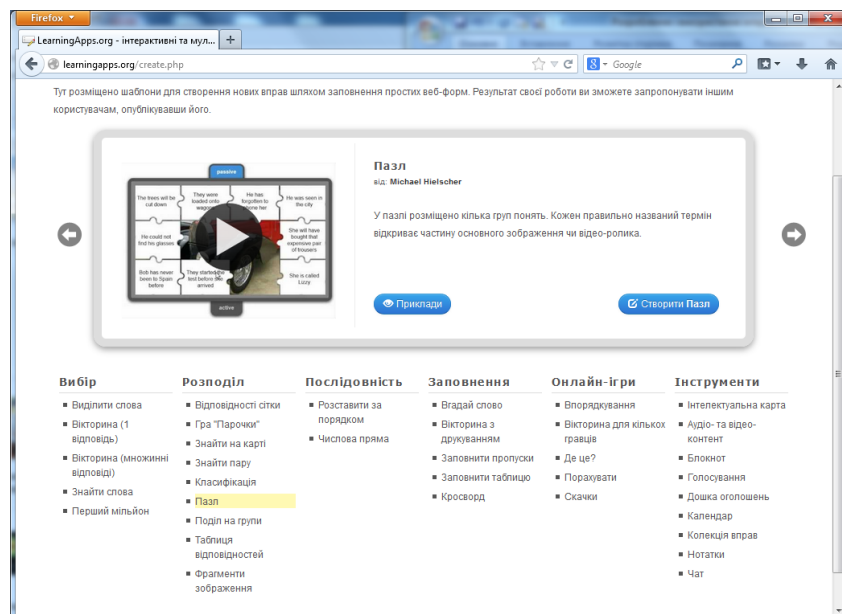 Firefox
LearningApps.org - інтерактивні та мул...
learningapps.org/create.php
Google
Тут розміщено шаблони для створення нових вправ шляхом заповнення простих веб-форм. Результат своєї роботи ви зможете запропонувати іншим
користувачам, опублікувавши його.
passive
The trees will be cut down
They were loaded onto
He has forgotten to
He was seen in the city
He could not find his glasses
She will have bought that expensive pair of trousers
Bob has never been to Spain before
They started the test before she arrived
She is called Lizzy
active
Пазл
від: Michael Hielscher
У пазлі розміщено кілька груп понять. Кожен правильно названий термін
відкриває частину основного зображення чи відео-ролика.
Приклади
Створити Пазл
Вибір
Виділити слова
Вікторина (1
відповідь)
Вікторина (множинні
відповіді)
Знайти слова
Перший мільйон
Розподіл
Відповідності сітки
Гра "Парочки"
Знайти на карті
Знайти пару
Класифікація
Пазл
Поділ на групи
Таблиця
відповідностей
Фрагменти
зображення
Послідовність
Розставити за
порядком
Числова пряма
Заповнення
Вгадай слово
Вікторина з
друкуванням
Заповнити пропуски
Заповнити таблицю
Кросворд
Онлайн-ігри
Впорядкування
Вікторина для кількох
гравців
Де це?
Порахувати
Скачки
Інструменти
Інтелектуальна карта
Аудіо- та відео-
контент
Блокнот
Голосування
Дошка оголошень
Календар
Колекція вправ
Нотатки
Чат